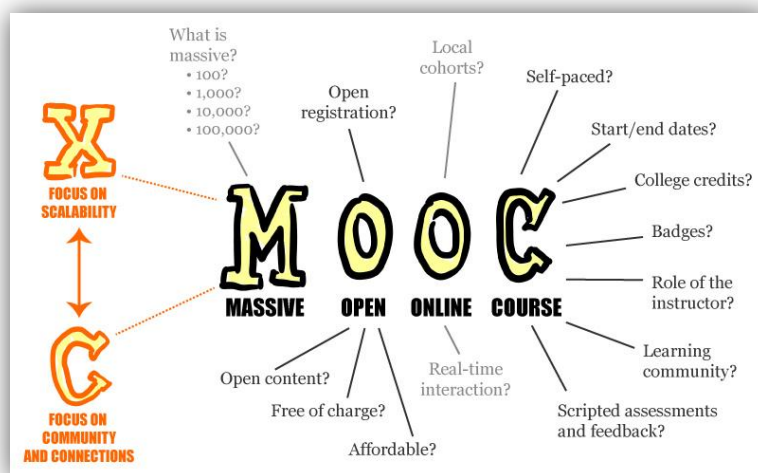 What is
massive?
• 100?
• 1,000?
• 10,000?
• 100,000?
Open
registration?
Local
cohorts?
Self-paced?
Start/end dates?
College credits?
Badges?
Role of the
instructor?
Learning
community?
Scripted assessments
and feedback?
X
FOCUS ON
SCALABILITY
C
FOCUS ON
COMMUNITY
AND CONNECTIONS
MOOC
MASSIVE OPEN ONLINE COURSE
Open content?
Free of charge?
Affordable?
Real-time
interaction?